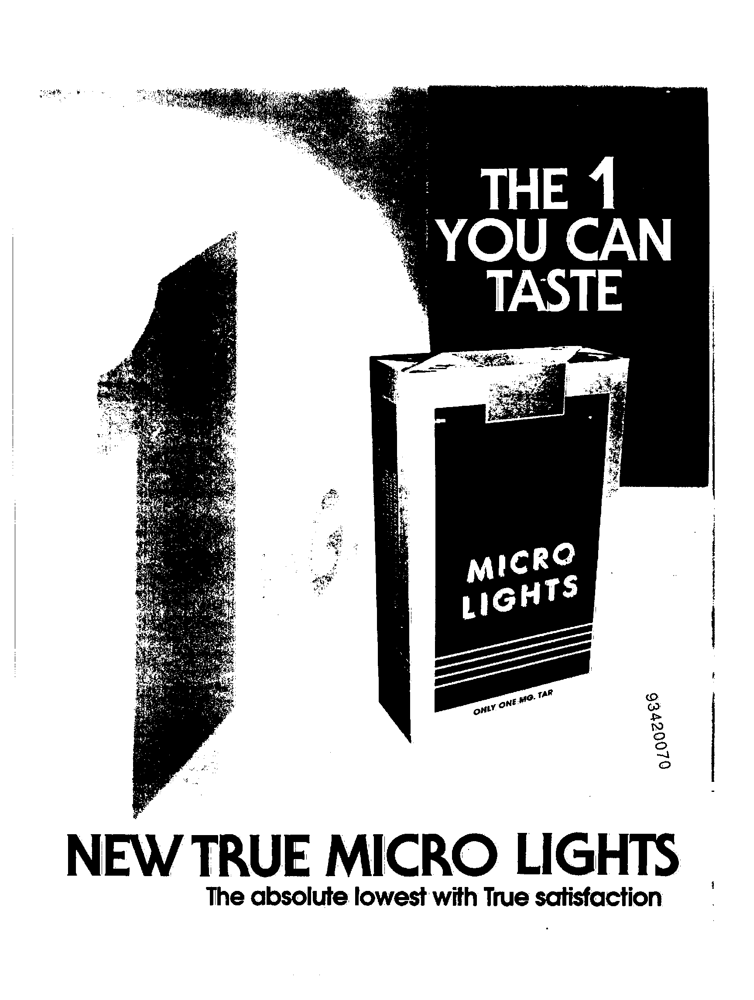 THE 1
YOU CAN
TASTE
1
MICRO
LIGHTS
ONLY ONE MG. TAR
93420070
NEW TRUE MICRO LIGHTS
The absolute lowest with True satisfaction